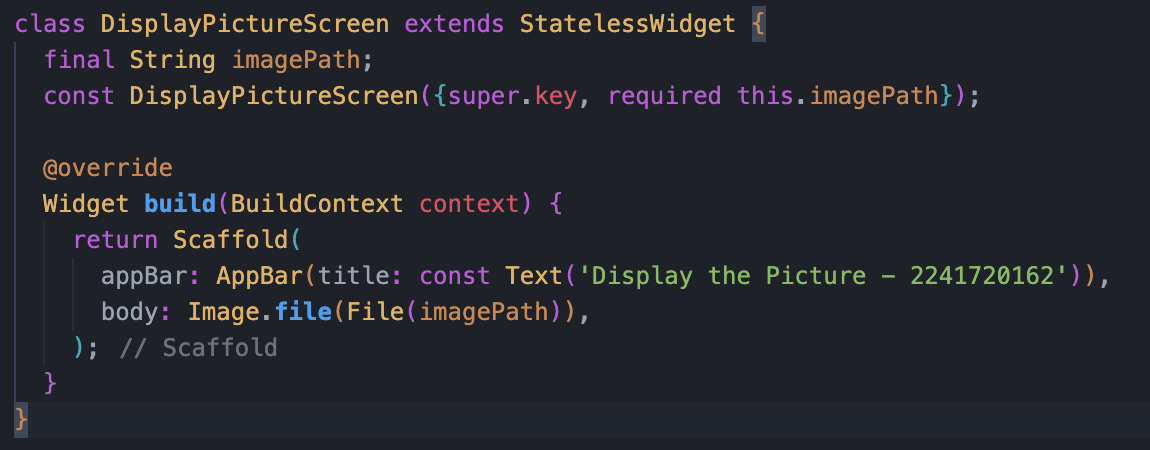 class DisplayPictureScreen extends StatelessWidget {
  final String imagePath;
  const DisplayPictureScreen({super.key, required this.imagePath});

  @override
  Widget build(BuildContext context) {
    return Scaffold(
      appBar: AppBar(title: const Text('Display the Picture - 2241720162')),
      body: Image.file(File(imagePath)),
    ); // Scaffold
  }
}